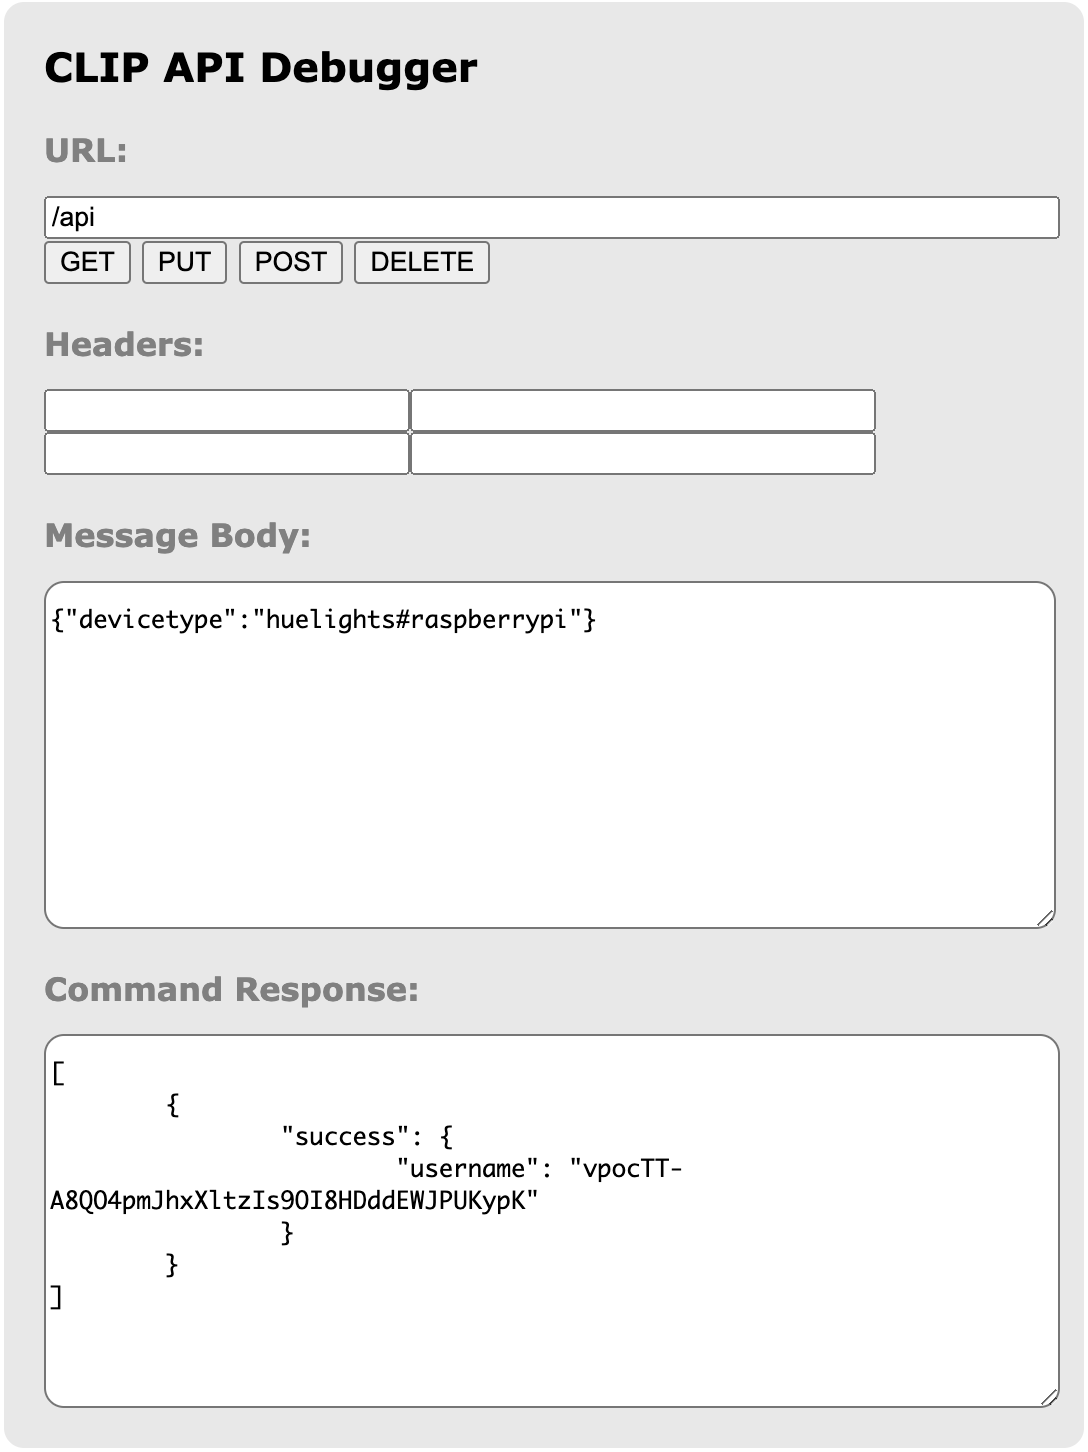 CLIP API Debugger
URL:
/api
GET PUT POST DELETE
Headers:
Message Body:
{"devicetype":"huelights#raspberrypi"}
Command Response:
[
{
"success": {
"username": "vpocTT-
A8QO4pmJhxXltzIs9OI8HDddEWJPUKypK"
}
}
]